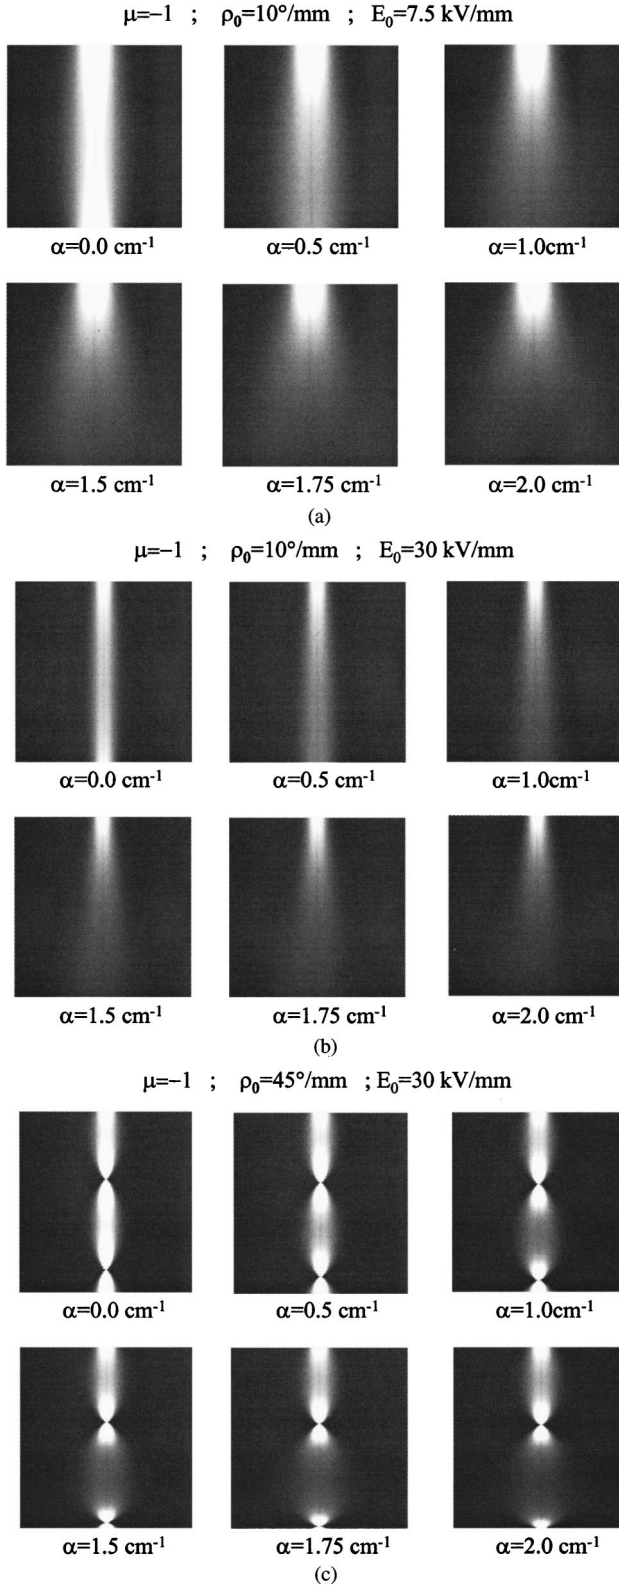 μ=−1 ; ρ₀=10°/mm ; E₀=7.5 kV/mm
α=0.0 cm⁻¹ α=0.5 cm⁻¹ α=1.0cm⁻¹
α=1.5 cm⁻¹ α=1.75 cm⁻¹ α=2.0 cm⁻¹
(a)
μ=−1 ; ρ₀=10°/mm ; E₀=30 kV/mm
α=0.0 cm⁻¹ α=0.5 cm⁻¹ α=1.0cm⁻¹
α=1.5 cm⁻¹ α=1.75 cm⁻¹ α=2.0 cm⁻¹
(b)
μ=−1 ; ρ₀=45°/mm ; E₀=30 kV/mm
α=0.0 cm⁻¹ α=0.5 cm⁻¹ α=1.0cm⁻¹
α=1.5 cm⁻¹ α=1.75 cm⁻¹ α=2.0 cm⁻¹
(c)